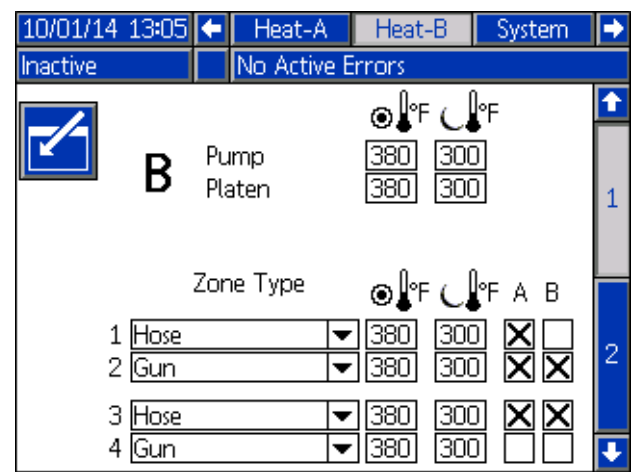 10/01/14 13:05 Heat-A Heat-B System
Inactive No Active Errors
°F °F
B
Pump 380 300
Platen 380 300
1
Zone Type °F °F A B
1 Hose 380 300 X
2 Gun 380 300 X X
2
3 Hose 380 300 X X
4 Gun 380 300